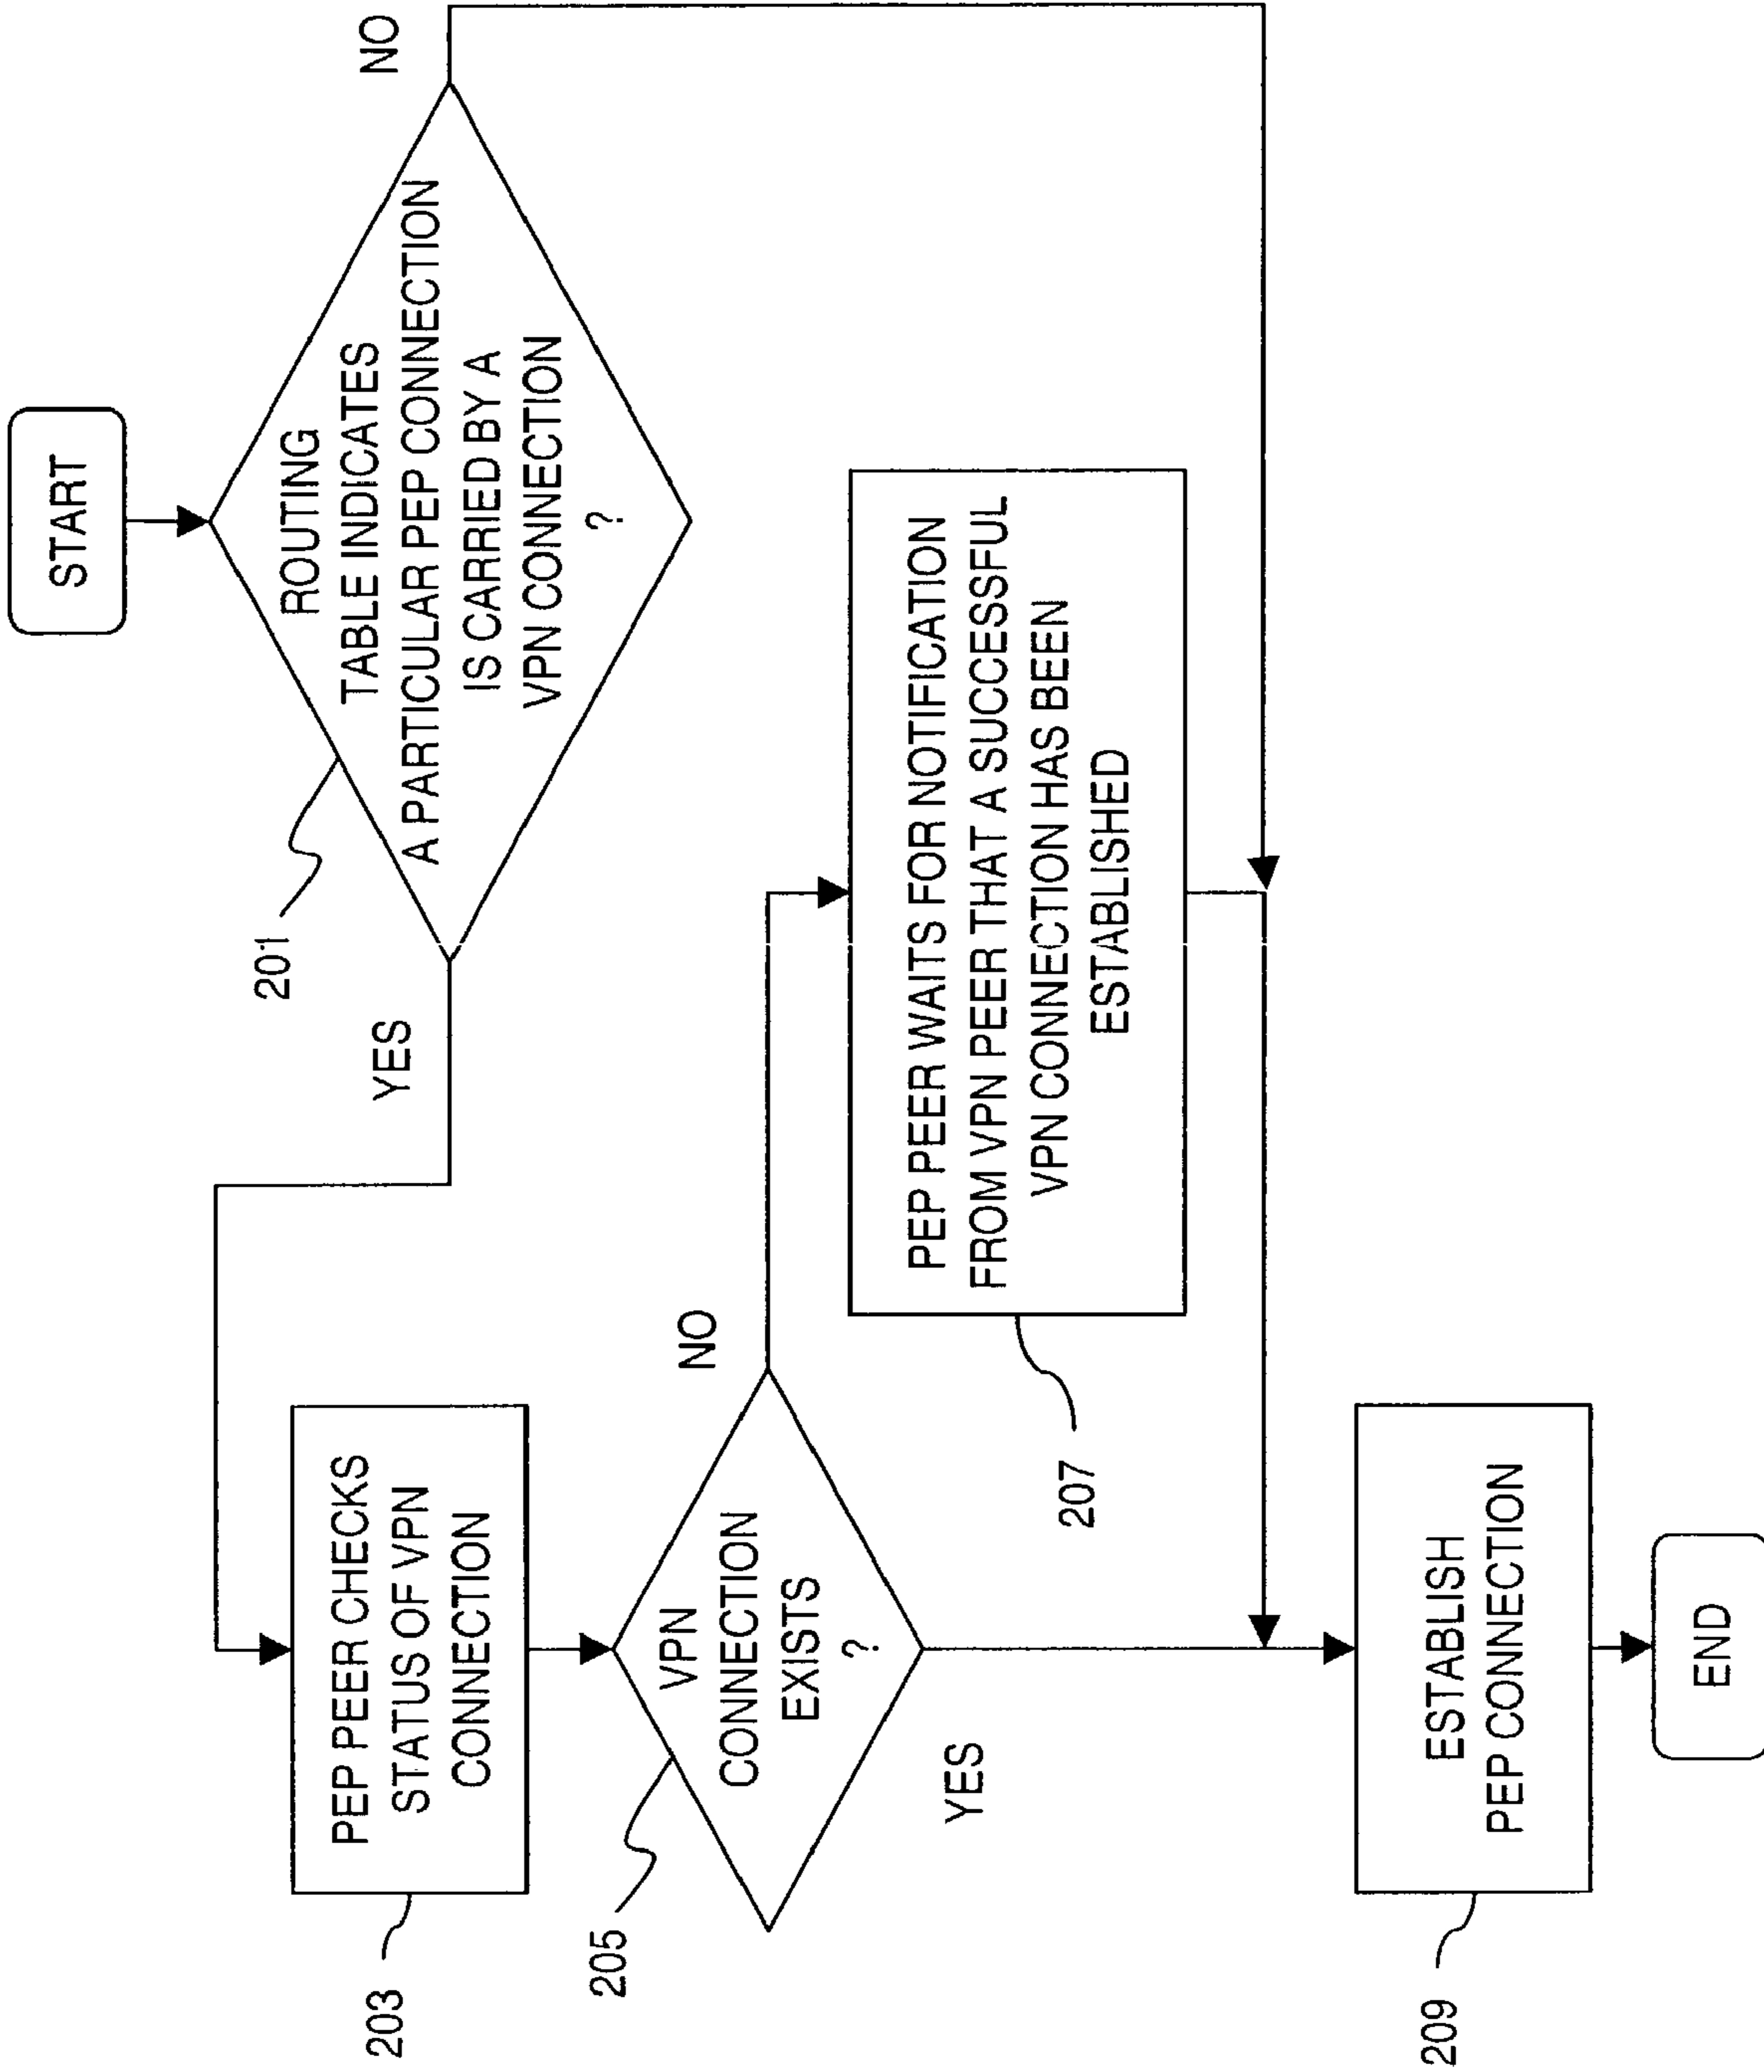 START
ROUTING
TABLE INDICATES
A PARTICULAR PEP CONNECTION
IS CARRIED BY A
VPN CONNECTION
?
201
YES
NO
PEP PEER CHECKS
STATUS OF VPN
CONNECTION
203
VPN
CONNECTION
EXISTS
?
205
NO
YES
PEP PEER WAITS FOR NOTIFICATION
FROM VPN PEER THAT A SUCCESSFUL
VPN CONNECTION HAS BEEN
ESTABLISHED
207
ESTABLISH
PEP CONNECTION
209
END